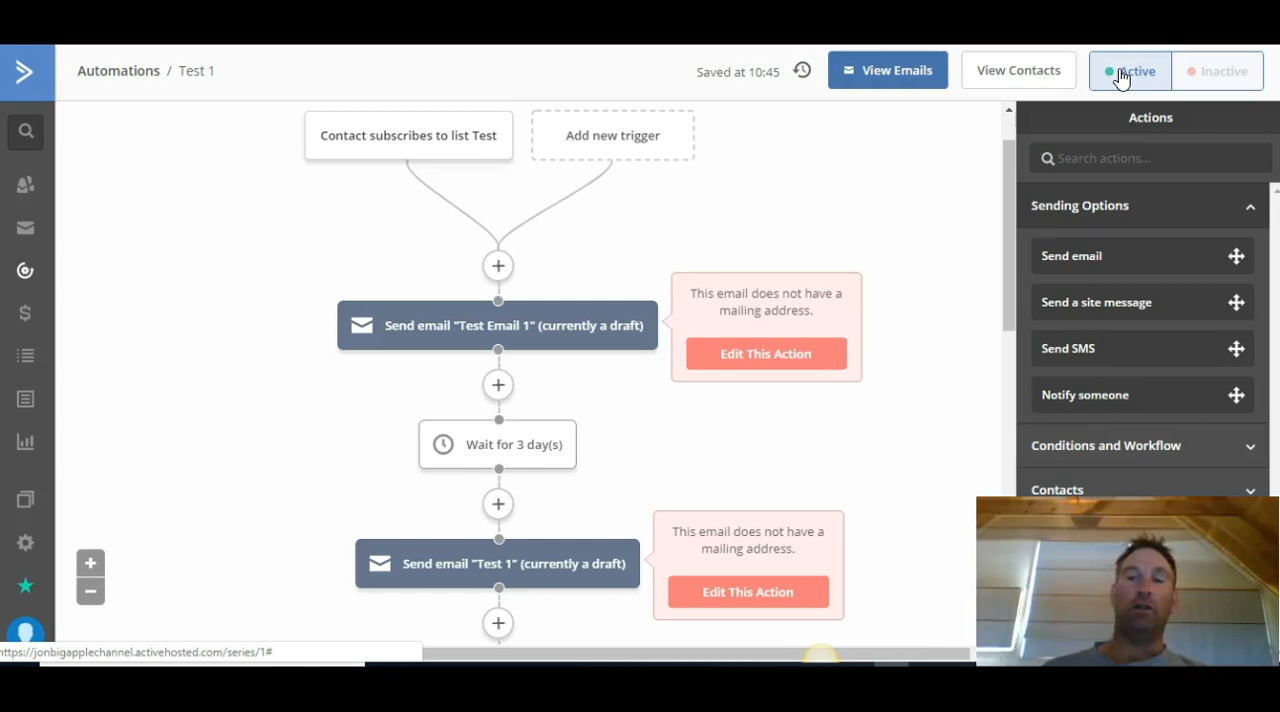 Automations / Test 1
Saved at 10:45
View Emails
View Contacts
Active
Inactive
Contact subscribes to list Test
Add new trigger
Send email "Test Email 1" (currently a draft)
This email does not have a
mailing address.
Edit This Action
Wait for 3 day(s)
Send email "Test 1" (currently a draft)
This email does not have a
mailing address.
Edit This Action
Actions
Search actions...
Sending Options
Send email
Send a site message
Send SMS
Notify someone
Conditions and Workflow
Contacts
https://jonbigapplechannel.activehosted.com/series/1#